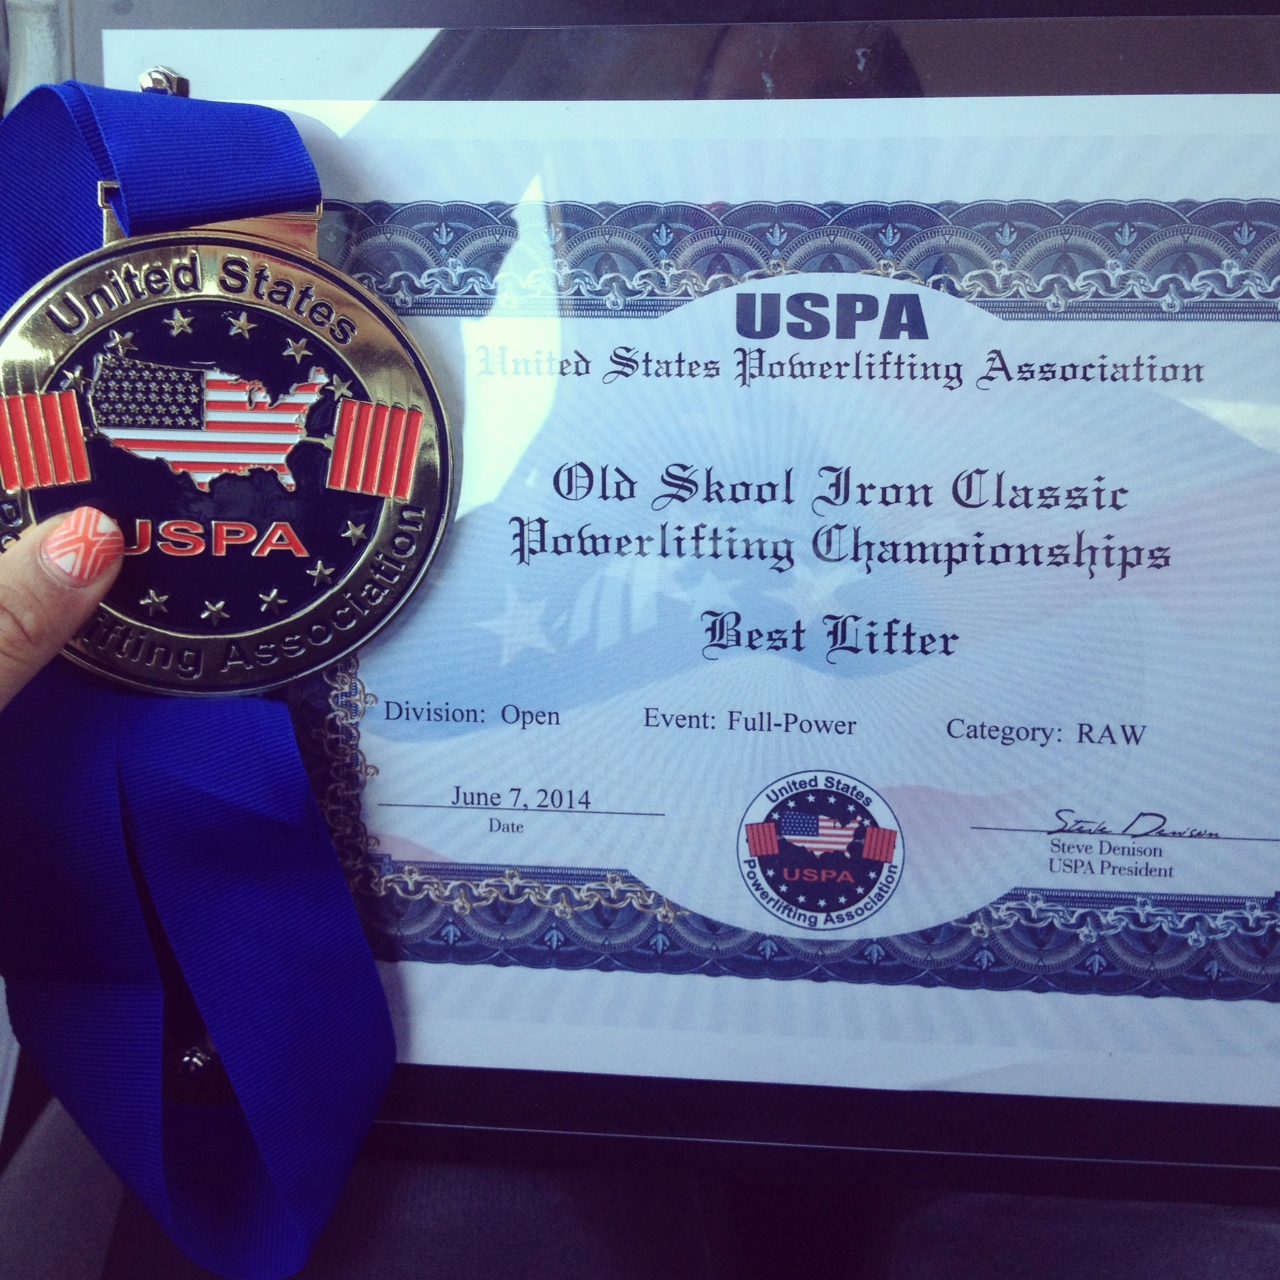 United States
USPA
ifting Association
USPA
United States Powerlifting Association
Old Skool Iron Classic
Powerlifting Championships
Best Lifter
Division: Open Event: Full-Power Category: RAW
June 7, 2014
Date
Steve Denison
Steve Denison
USPA President
United States
USPA
Powerlifting Association